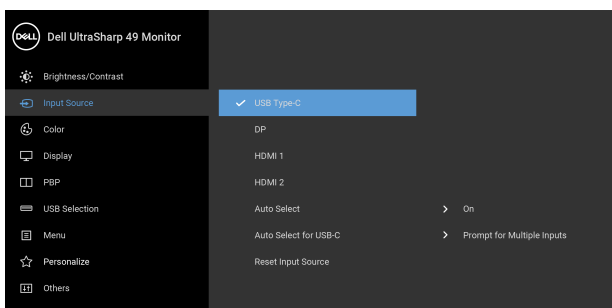 DELL Dell UltraSharp 49 Monitor
Brightness/Contrast
Input Source USB Type-C
Color DP
Display HDMI 1
PBP HDMI 2
USB Selection Auto Select On
Menu Auto Select for USB-C Prompt for Multiple Inputs
Personalize Reset Input Source
Others